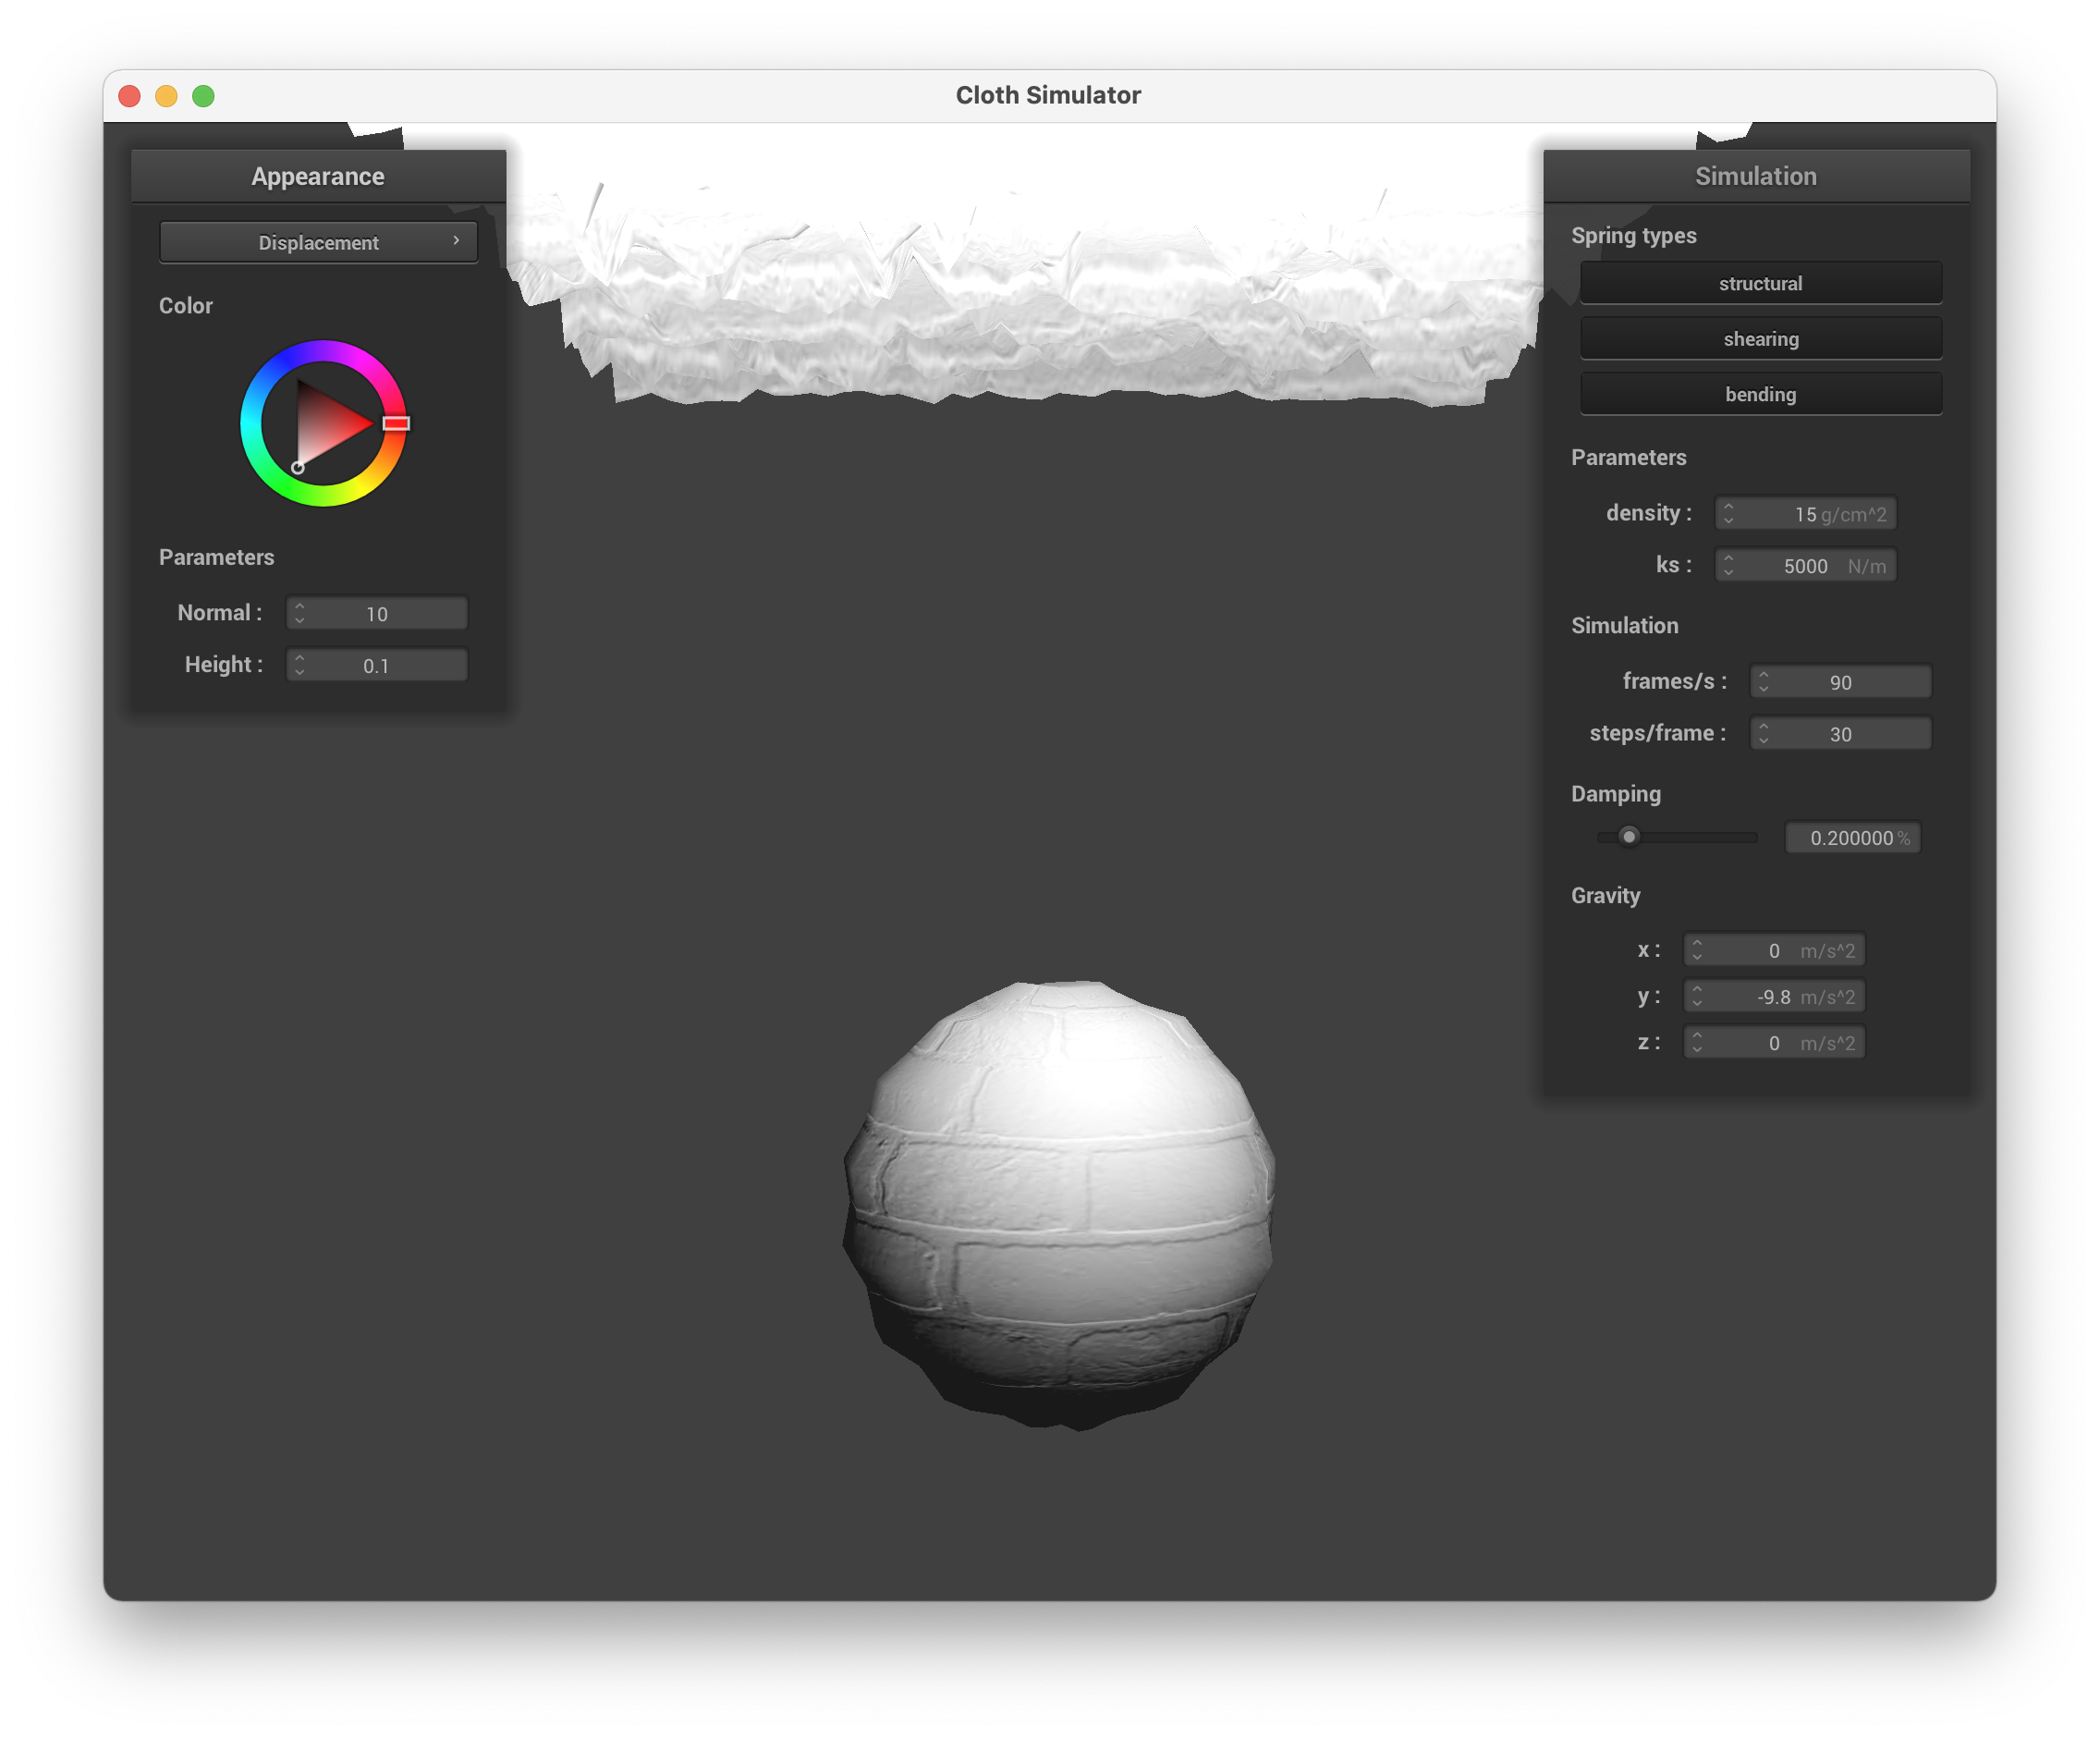 Cloth Simulator
Appearance
Displacement
Color
Parameters
Normal : 10
Height : 0.1
Simulation
Spring types
structural
shearing
bending
Parameters
density : 15 g/cm^2
ks : 5000 N/m
Simulation
frames/s : 90
steps/frame : 30
Damping
0.200000 %
Gravity
x : 0 m/s^2
y : -9.8 m/s^2
z : 0 m/s^2